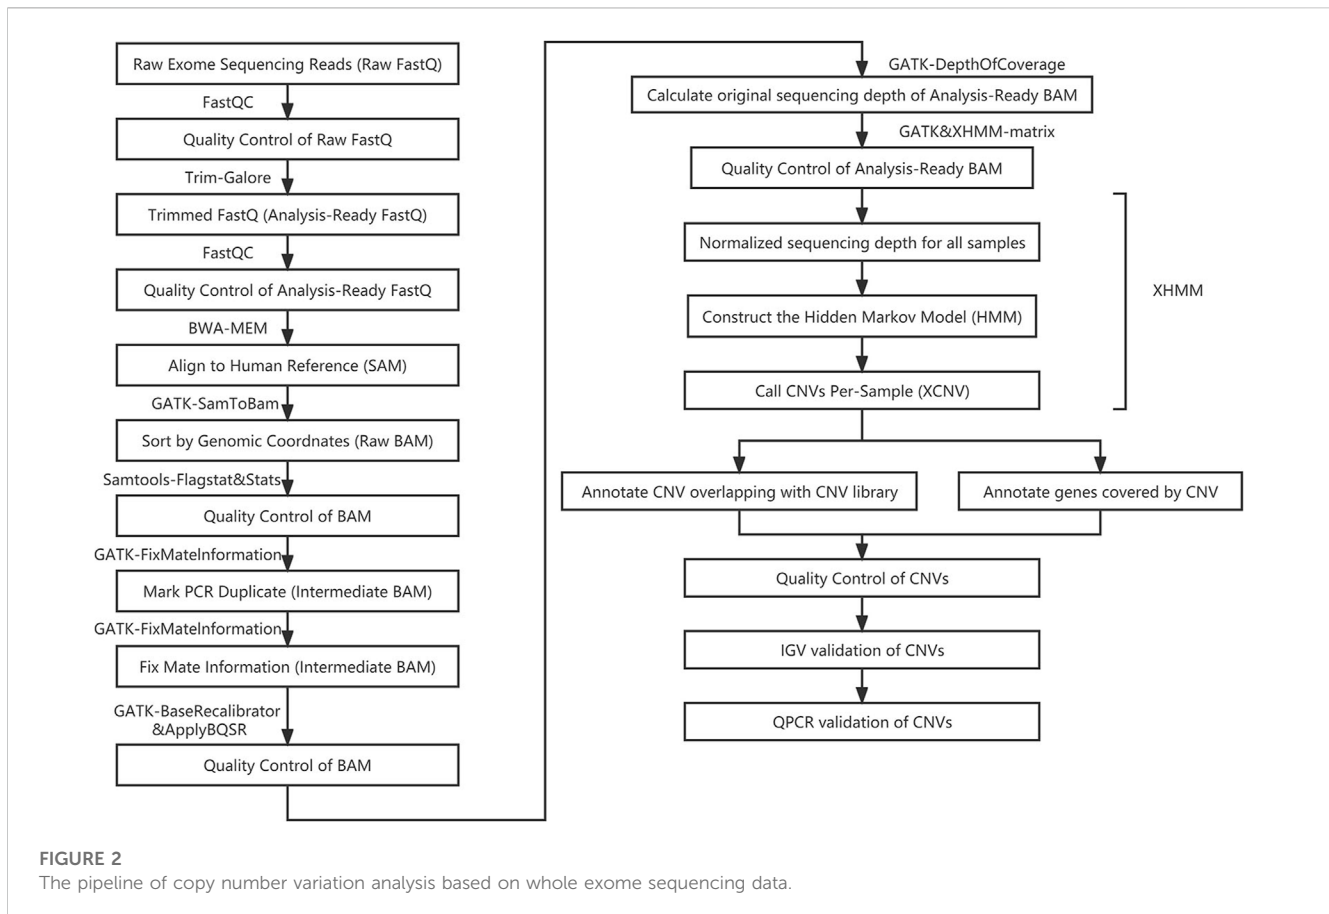 Raw Exome Sequencing Reads (Raw FastQ)
FastQC
Quality Control of Raw FastQ
Trim-Galore
Trimmed FastQ (Analysis-Ready FastQ)
FastQC
Quality Control of Analysis-Ready FastQ
BWA-MEM
Align to Human Reference (SAM)
GATK-SamToBam
Sort by Genomic Coordnates (Raw BAM)
Samtools-Flagstat&Stats
Quality Control of BAM
GATK-FixMateInformation
Mark PCR Duplicate (Intermediate BAM)
GATK-FixMateInformation
Fix Mate Information (Intermediate BAM)
GATK-BaseRecalibrator
&ApplyBQSR
Quality Control of BAM
GATK-DepthOfCoverage
Calculate original sequencing depth of Analysis-Ready BAM
GATK&XHMM-matrix
Quality Control of Analysis-Ready BAM
Normalized sequencing depth for all samples
Construct the Hidden Markov Model (HMM)
Call CNVs Per-Sample (XCNV)
XHMM
Annotate CNV overlapping with CNV library
Annotate genes covered by CNV
Quality Control of CNVs
IGV validation of CNVs
QPCR validation of CNVs
FIGURE 2
The pipeline of copy number variation analysis based on whole exome sequencing data.